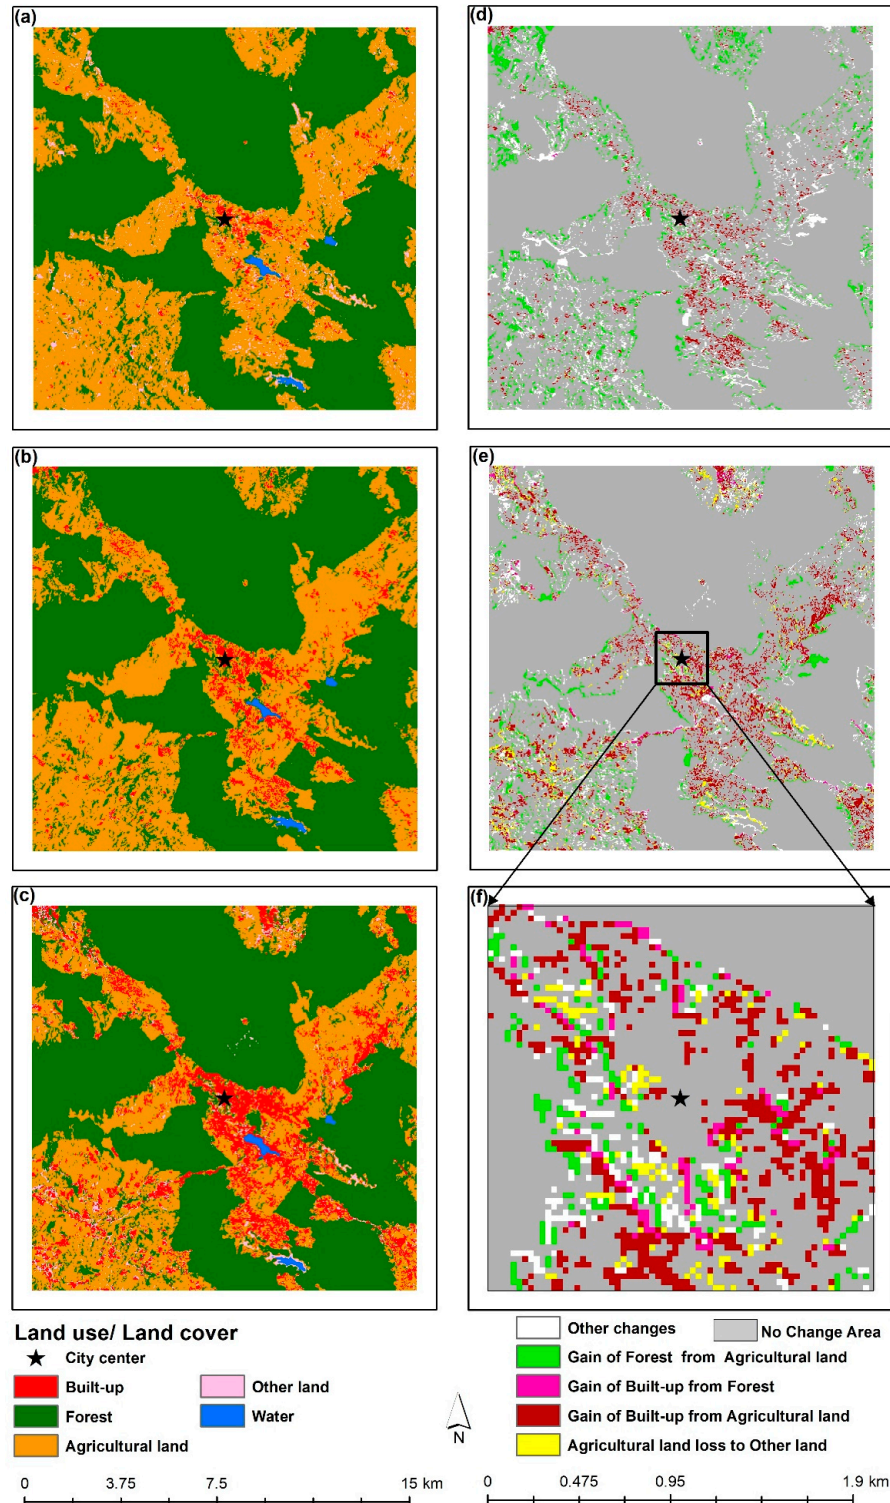 (a)
(d)
(b)
(e)
(c)
(f)
Land use/ Land cover
City center
Built-up
Other land
Forest
Water
Agricultural land
N
0 3.75 7.5 15 km
Other changes
No Change Area
Gain of Forest from Agricultural land
Gain of Built-up from Forest
Gain of Built-up from Agricultural land
Agricultural land loss to Other land
0 0.475 0.95 1.9 km